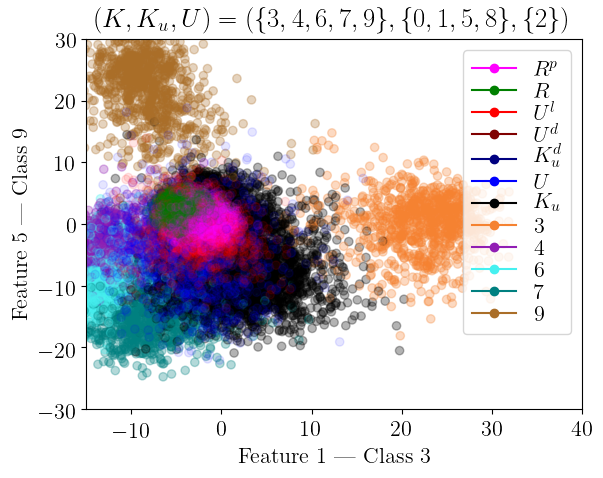 (K, K_u, U) = ({3, 4, 6, 7, 9}, {0, 1, 5, 8}, {2})
30
20
10
0
−10
−20
−30
Feature 5 — Class 9
R^p
R
U^l
U^d
K_u^d
U
K_u
3
4
6
7
9
−10
0
10
20
30
40
Feature 1 — Class 3